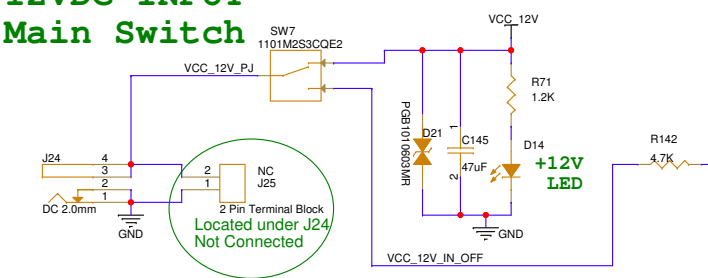 12VDC INPUT
Main Switch
SW7
1101M2S3CQE2
VCC_12V
VCC_12V_PJ
R71
1.2K
PGB1010603MR
D21
1
C145
47uF
2
D14
+12V
LED
R142
4.7K
J24
4
3
2
1
DC 2.0mm
GND
2
1
NC
J25
2 Pin Terminal Block
Located under J24
Not Connected
GND
VCC_12V_IN_OFF